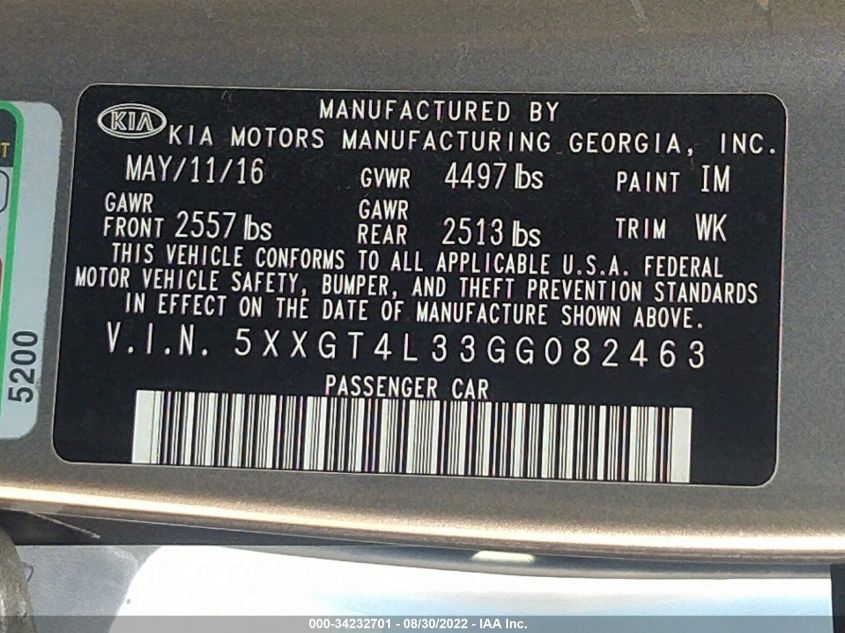 KIA
MANUFACTURED BY
KIA MOTORS MANUFACTURING GEORGIA, INC.
MAY/11/16 GVWR 4497 lbs PAINT IM
GAWR FRONT 2557 lbs GAWR REAR 2513 lbs TRIM WK
THIS VEHICLE CONFORMS TO ALL APPLICABLE U.S.A. FEDERAL
MOTOR VEHICLE SAFETY, BUMPER, AND THEFT PREVENTION STANDARDS
IN EFFECT ON THE DATE OF MANUFACTURE SHOWN ABOVE.
V.I.N. 5XXGT4L33GG082463
PASSENGER CAR
5200
000-34232701 - 08/30/2022 - IAA Inc.